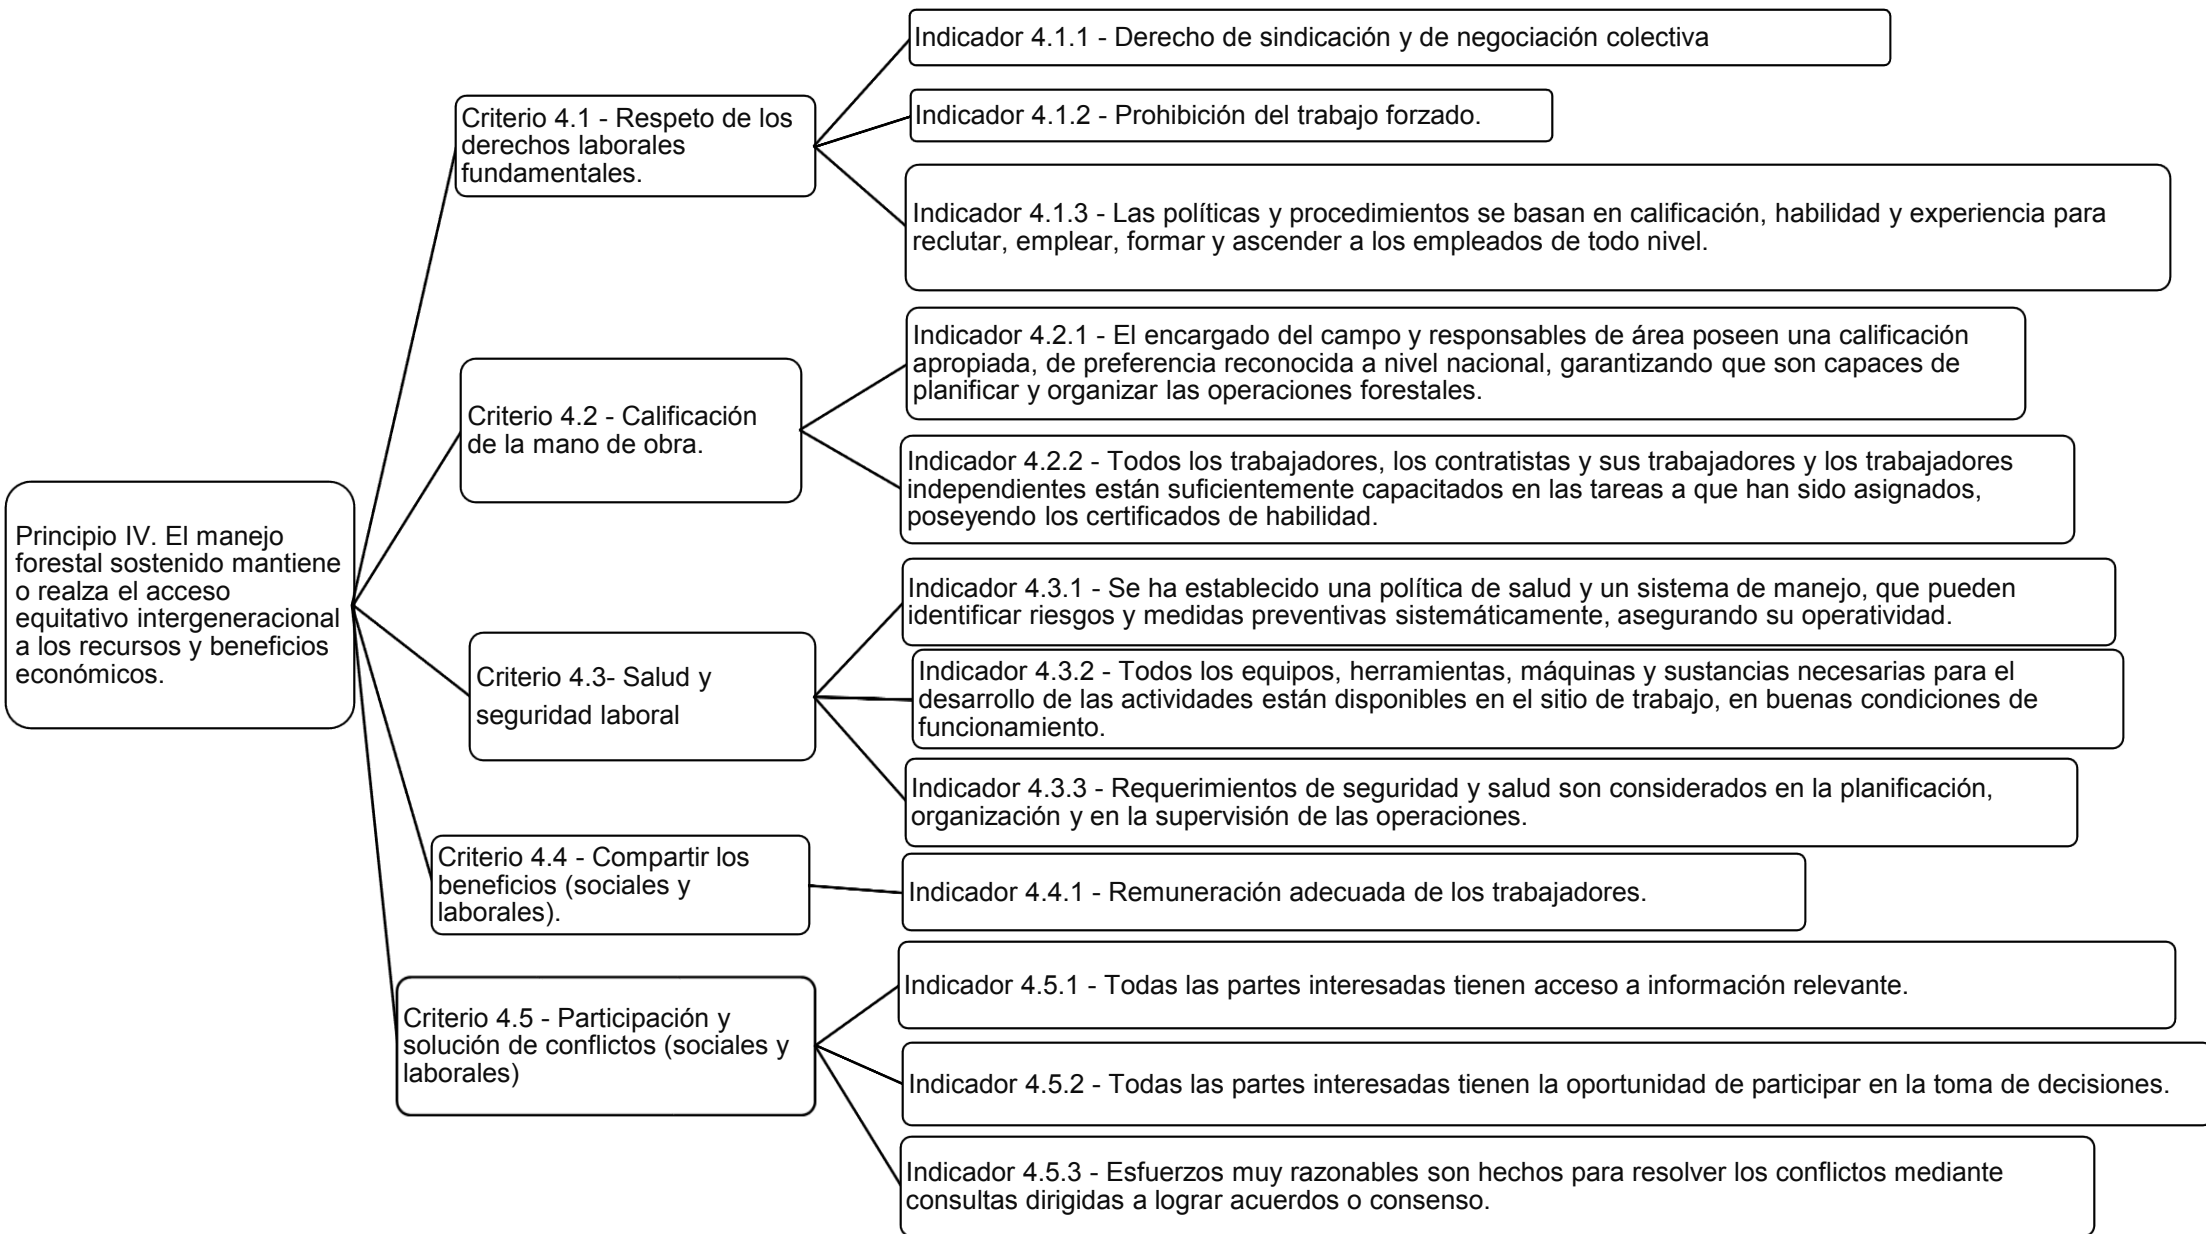 Principio IV. El manejo
forestal sostenido mantiene
o realza el acceso
equitativo intergeneracional
a los recursos y beneficios
económicos.
Criterio 4.1 - Respeto de los
derechos laborales
fundamentales.
Indicador 4.1.1 - Derecho de sindicación y de negociación colectiva
Indicador 4.1.2 - Prohibición del trabajo forzado.
Indicador 4.1.3 - Las políticas y procedimientos se basan en calificación, habilidad y experiencia para
reclutar, emplear, formar y ascender a los empleados de todo nivel.
Criterio 4.2 - Calificación
de la mano de obra.
Indicador 4.2.1 - El encargado del campo y responsables de área poseen una calificación
apropiada, de preferencia reconocida a nivel nacional, garantizando que son capaces de
planificar y organizar las operaciones forestales.
Indicador 4.2.2 - Todos los trabajadores, los contratistas y sus trabajadores y los trabajadores
independientes están suficientemente capacitados en las tareas a que han sido asignados,
poseyendo los certificados de habilidad.
Criterio 4.3- Salud y
seguridad laboral
Indicador 4.3.1 - Se ha establecido una política de salud y un sistema de manejo, que pueden
identificar riesgos y medidas preventivas sistemáticamente, asegurando su operatividad.
Indicador 4.3.2 - Todos los equipos, herramientas, máquinas y sustancias necesarias para el
desarrollo de las actividades están disponibles en el sitio de trabajo, en buenas condiciones de
funcionamiento.
Indicador 4.3.3 - Requerimientos de seguridad y salud son considerados en la planificación,
organización y en la supervisión de las operaciones.
Criterio 4.4 - Compartir los
beneficios (sociales y
laborales).
Indicador 4.4.1 - Remuneración adecuada de los trabajadores.
Criterio 4.5 - Participación y
solución de conflictos (sociales y
laborales)
Indicador 4.5.1 - Todas las partes interesadas tienen acceso a información relevante.
Indicador 4.5.2 - Todas las partes interesadas tienen la oportunidad de participar en la toma de decisiones.
Indicador 4.5.3 - Esfuerzos muy razonables son hechos para resolver los conflictos mediante
consultas dirigidas a lograr acuerdos o consenso.